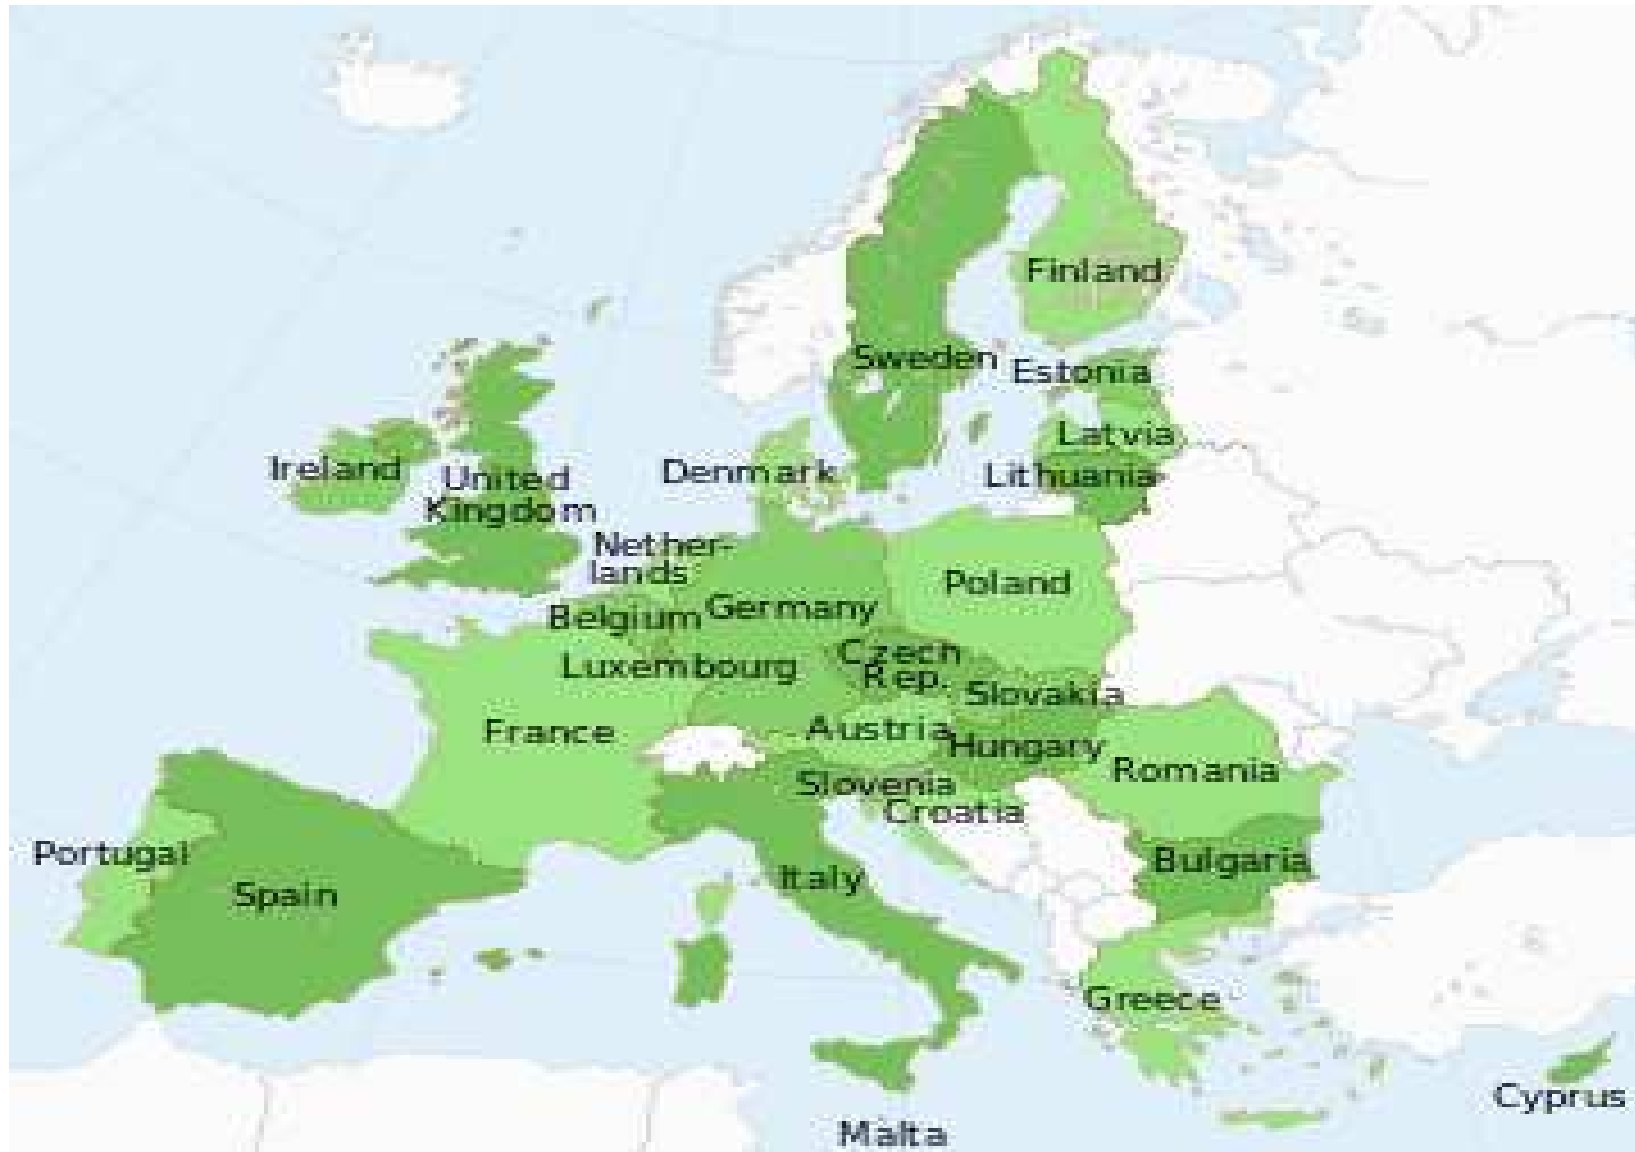 Finland
Sweden
Estonia
Latvia
Lithuania
Denmark
Ireland
United
Kingdom
Nether-
lands
Poland
Belgium
Germany
Luxembourg
Czech
Rep.
Slovakia
France
Austria
Hungary
Romania
Slovenia
Croatia
Portugal
Spain
Italy
Bulgaria
Greece
Cyprus
Malta